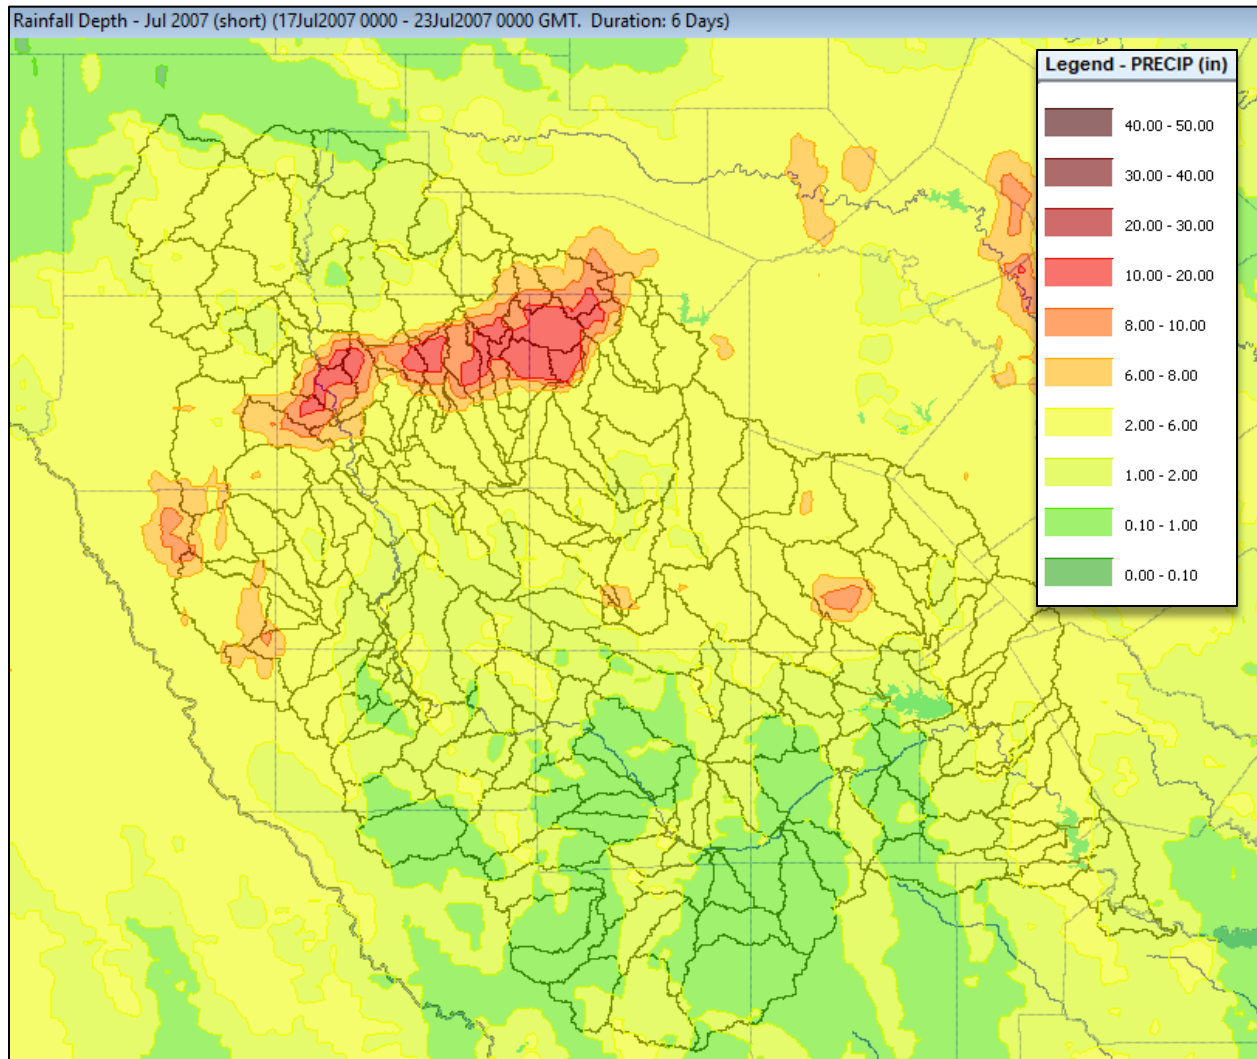 Rainfall Depth - Jul 2007 (short) (17Jul2007 0000 - 23Jul2007 0000 GMT.  Duration: 6 Days)
Legend - PRECIP (in)
40.00 - 50.00
30.00 - 40.00
20.00 - 30.00
10.00 - 20.00
8.00 - 10.00
6.00 - 8.00
2.00 - 6.00
1.00 - 2.00
0.10 - 1.00
0.00 - 0.10